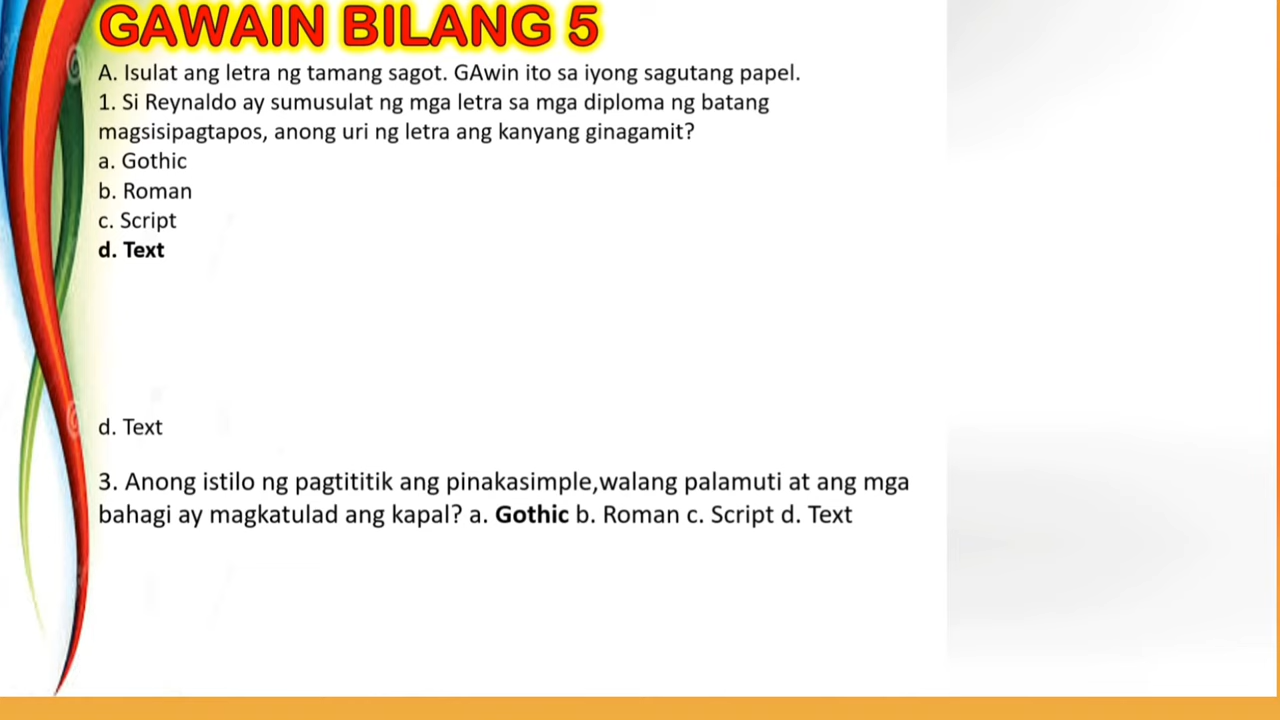 GAWAIN BILANG 5
A. Isulat ang letra ng tamang sagot. GAwin ito sa iyong sagutang papel.
1. Si Reynaldo ay sumusulat ng mga letra sa mga diploma ng batang
magsisipagtapos, anong uri ng letra ang kanyang ginagamit?
a. Gothic
b. Roman
c. Script
d. Text
d. Text
3. Anong istilo ng pagtititik ang pinakasimple,walang palamuti at ang mga
bahagi ay magkatulad ang kapal? a. Gothic b. Roman c. Script d. Text